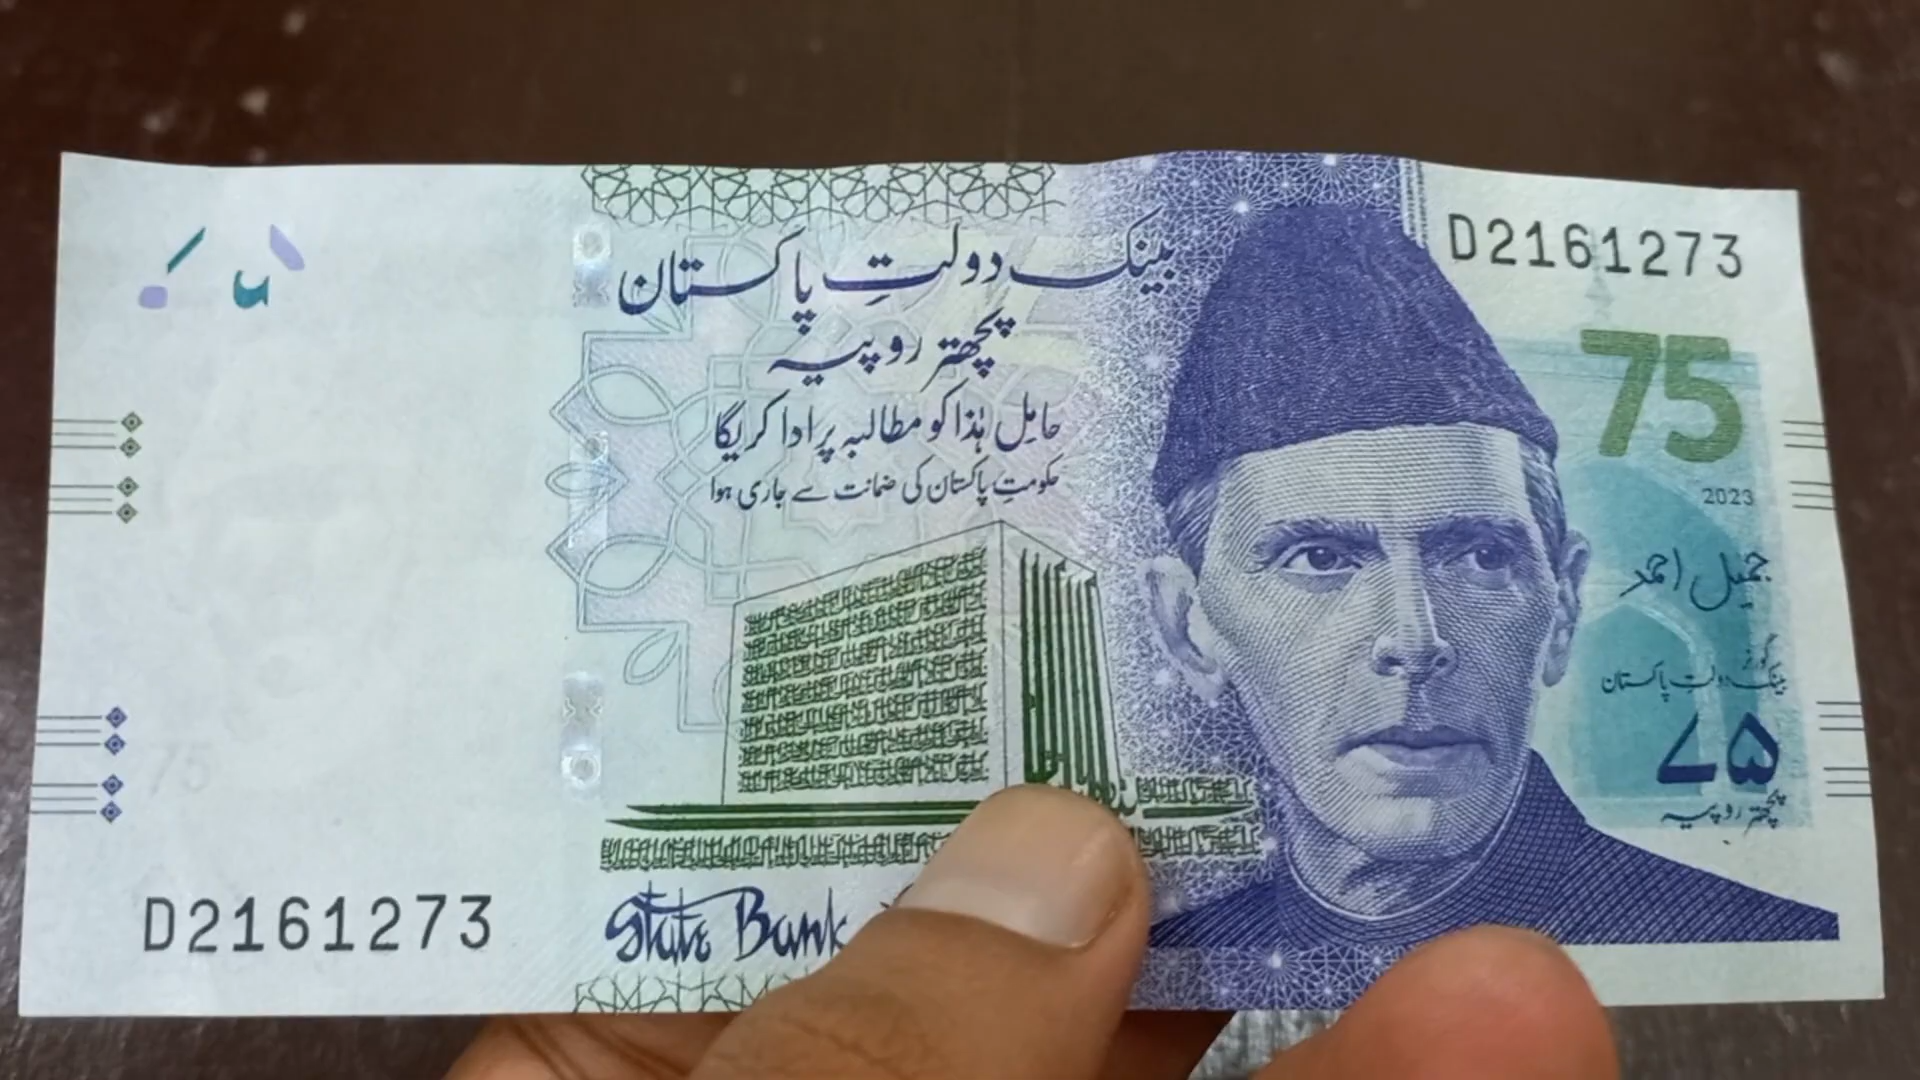 بینک دولتِ پاکستان
پچھتر روپیہ
حاملِ ہٰذا کو مطالبہ پر ادا کریگا
حکومتِ پاکستان کی ضمانت سے جاری ہوا
D2161273
75
2023
جمیل احمد
گورنر
بینک دولت پاکستان
۷۵
پچھتر روپیہ
75
D2161273
State Bank